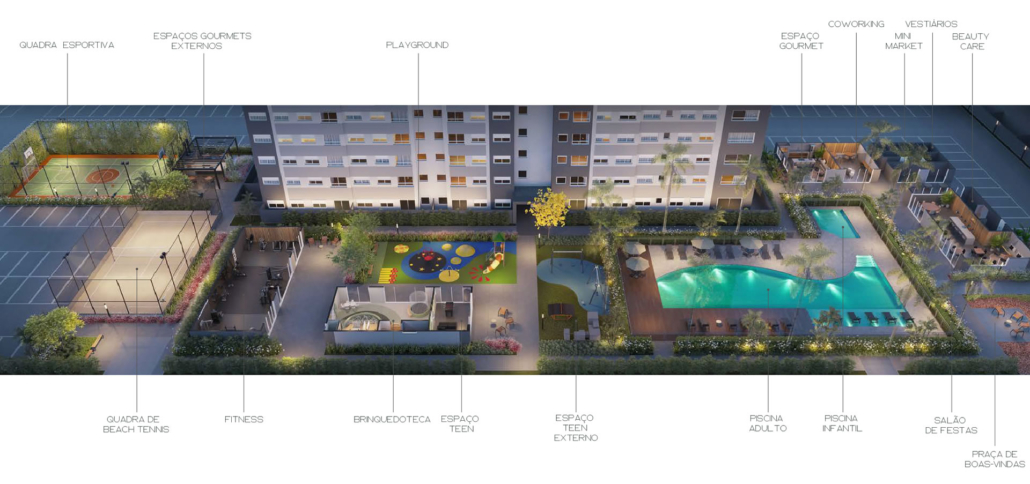 QUADRA ESPORTIVA
ESPAÇOS GOURMETS
EXTERNOS
PLAYGROUND
ESPAÇO
GOURMET
COWORKING
MINI
MARKET
VESTIÁRIOS
BEAUTY
CARE
QUADRA DE
BEACH TENNIS
FITNESS
BRINQUEDOTECA
ESPAÇO
TEEN
ESPAÇO
TEEN
EXTERNO
PISCINA
ADULTO
PISCINA
INFANTIL
SALÃO
DE FESTAS
PRAÇA DE
BOAS-VINDAS